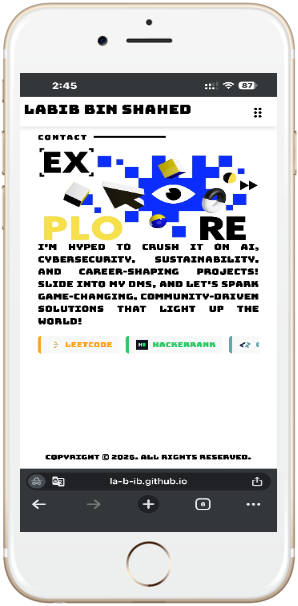 2:45
87
LABIB BIN SHAHED
CONTACT
EX
PLO RE
I'M HYPED TO CRUSH IT ON AI,
CYBERSECURITY, SUSTAINABILITY,
AND CAREER-SHAPING PROJECTS!
SLIDE INTO MY DMS, AND LET'S SPARK
GAME-CHANGING, COMMUNITY-DRIVEN
SOLUTIONS THAT LIGHT UP THE
WORLD!
LEETCODE HACKERRANK
COPYRIGHT © 2025. ALL RIGHTS RESERVED.
la-b-ib.github.io